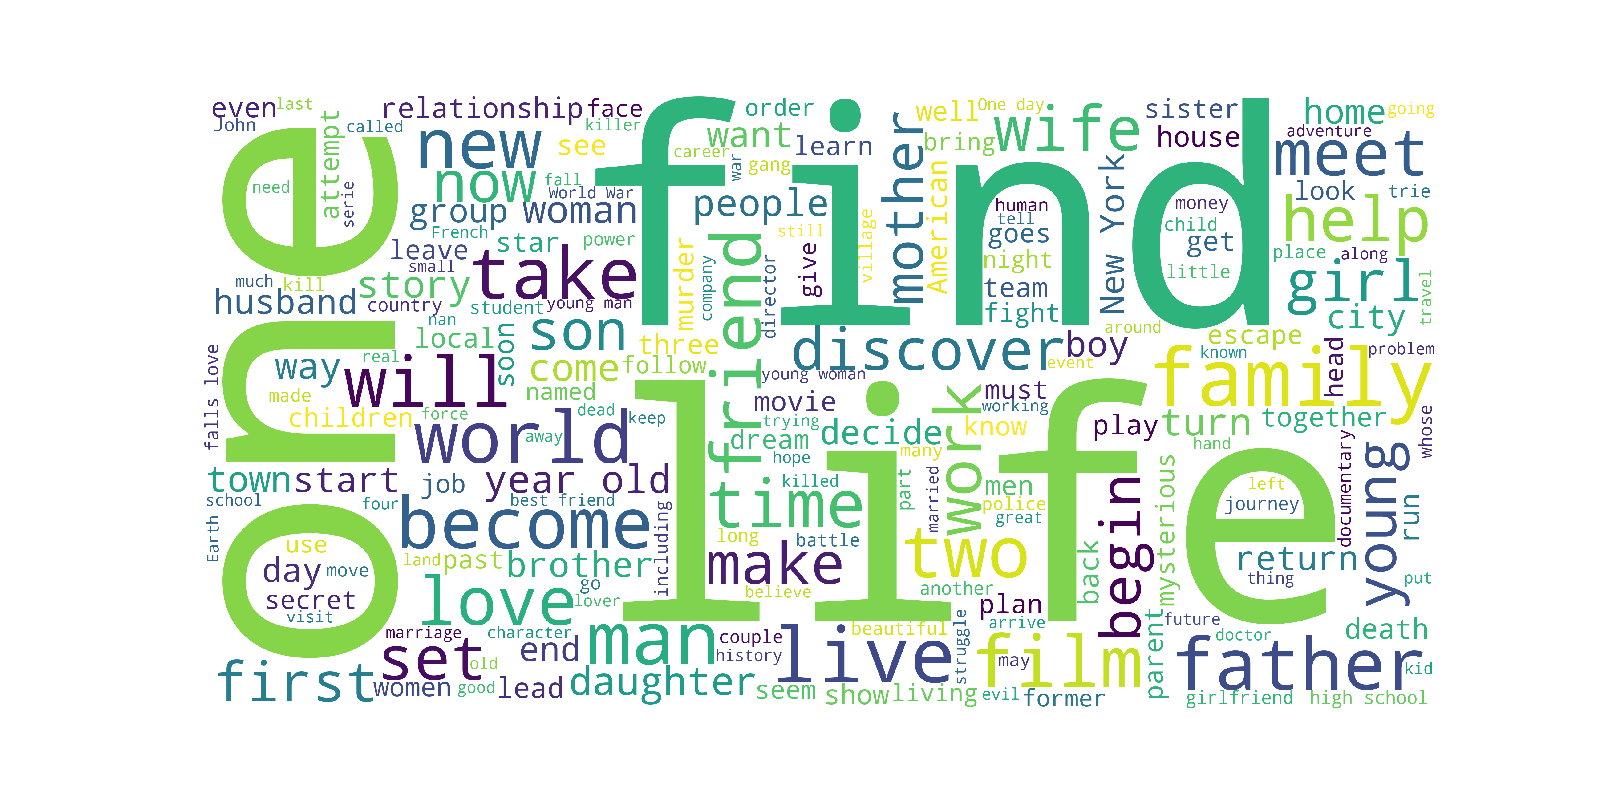 one
find
life
even
last
relationship
face
order
well
One day
sister
home
going
John
called
attempt
new
killer
want
learn
bring
wife
house
adventure
meet
see
career
war
gang
mother
American
New York
look
trie
need
serie
now
fall
world War
group
woman
people
human
tell
goes
money
child
get
help
French
leave
star
power
still
village
night
little
place
along
small
take
murder
company
director
give
team
girl
travel
much
kill
story
husband
country
student
young man
friend
fight
city
nan
local
soon
son
three
discover
boy
around
escape
way
real
will
come
follow
young woman
event
known
head
problem
family
made
named
movie
must
working
falls love
children
force
dead
keep
trying
work
know
play
turn
together
whose
world
away
dream
decide
hand
hope
many
town
start
job
year old
killed
part
men
left
documentary
young
school
four
best friend
time
married
police
great
begin
journey
run
Earth
become
including
long
battle
two
back
mysterious
return
use
land
past
brother
make
day
move
go
another
thing
put
secret
love
lover
believe
plan
visit
arrive
parent
future
marriage
character
man
couple
beautiful
struggle
doctor
death
set
old
end
history
live
may
film
father
kid
first
women
good
lead
daughter
seem
show
living
evil
former
girlfriend
high school